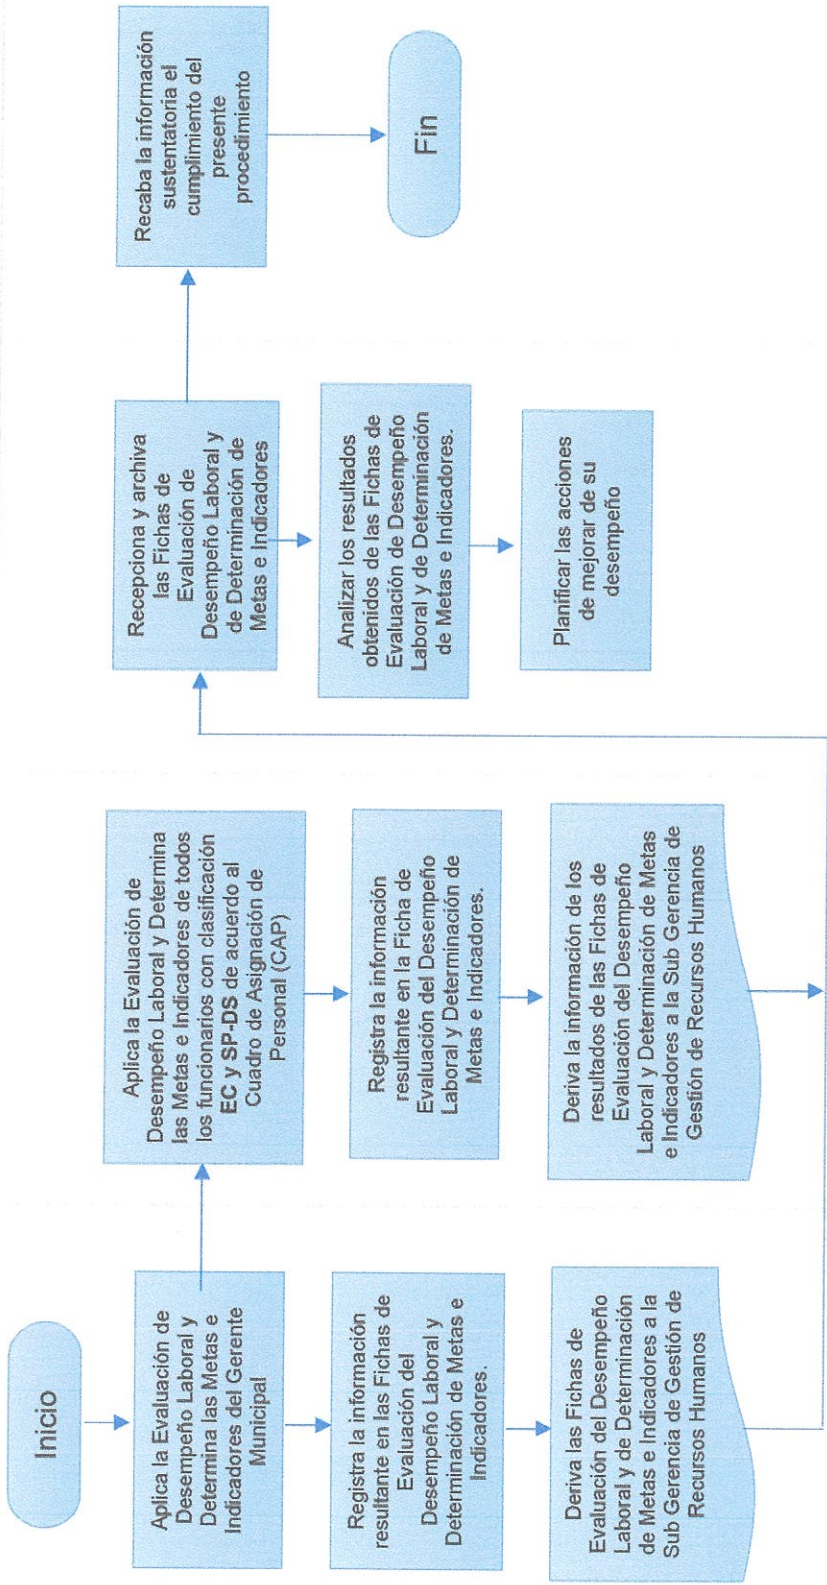 Inicio
Aplica la Evaluación de
Desempeño Laboral y
Determina las Metas e
Indicadores del Gerente
Municipal
Registra la información
resultante en las Fichas de
Evaluación del
Desempeño Laboral y
Determinación de Metas e
Indicadores.
Deriva las Fichas de
Evaluación del Desempeño
Laboral y de Determinación
de Metas e Indicadores a la
Sub Gerencia de Gestión de
Recursos Humanos
Aplica la Evaluación de
Desempeño Laboral y Determina
las Metas e Indicadores de todos
los funcionarios con clasificación
EC y SP-DS de acuerdo al
Cuadro de Asignación de
Personal (CAP)
Registra la información
resultante en la Ficha de
Evaluación del Desempeño
Laboral y Determinación de
Metas e Indicadores.
Deriva la información de los
resultados de las Fichas de
Evaluación del Desempeño
Laboral y Determinación de Metas
e Indicadores a la Sub Gerencia de
Gestión de Recursos Humanos
Recepciona y archiva
las Fichas de
Evaluación de
Desempeño Laboral y
de Determinación de
Metas e Indicadores
Analizar los resultados
obtenidos de las Fichas de
Evaluación de Desempeño
Laboral y de Determinación
de Metas e Indicadores.
Planificar las acciones
de mejorar de su
desempeño
Recaba la información
sustentatoria el
cumplimiento del
presente
procedimiento
Fin